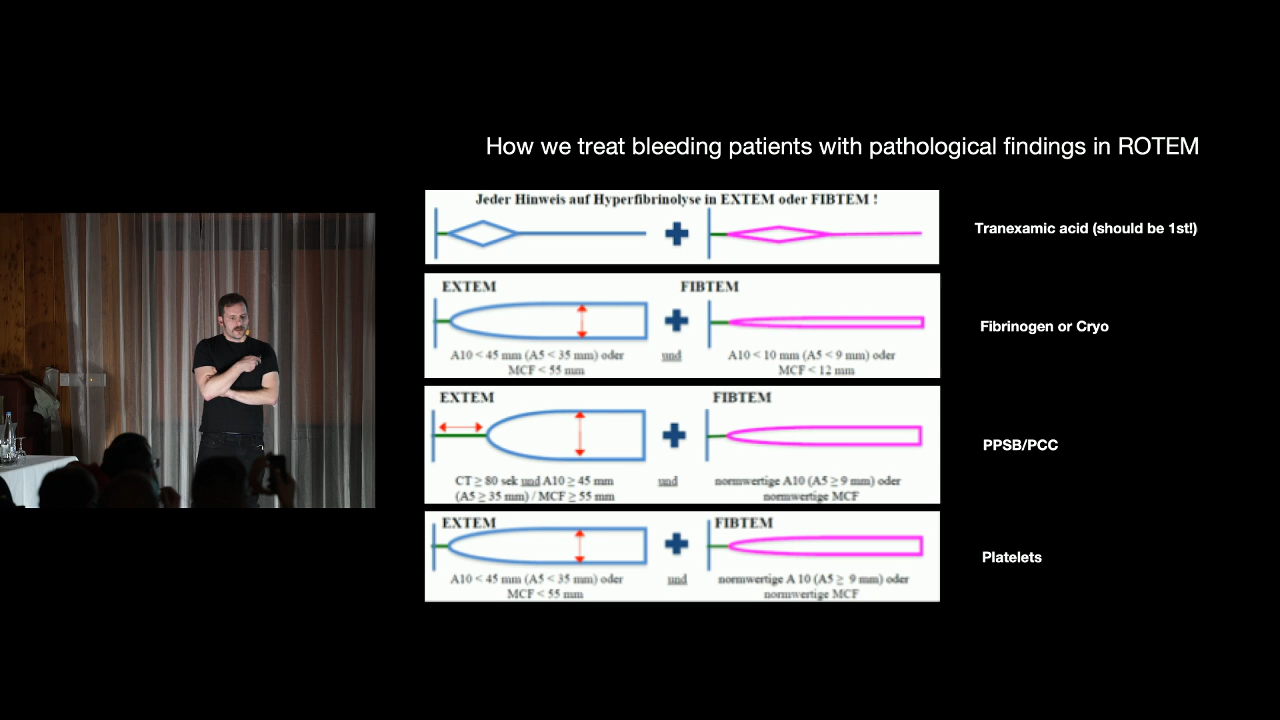 How we treat bleeding patients with pathological findings in ROTEM
Jeder Hinweis auf Hyperfibrinolyse in EXTEM oder FIBTEM !
Tranexamic acid (should be 1st!)
EXTEM FIBTEM
A10 < 45 mm (A5 < 35 mm) oder und A10 < 10 mm (A5 < 9 mm) oder
MCF < 55 mm MCF < 12 mm
Fibrinogen or Cryo
EXTEM FIBTEM
CT ≥ 80 sek und A10 ≥ 45 mm und normwertige A10 (A5 ≥ 9 mm) oder
(A5 ≥ 35 mm) / MCF ≥ 55 mm normwertige MCF
PPSB/PCC
EXTEM FIBTEM
A10 < 45 mm (A5 < 35 mm) oder und normwertige A 10 (A5 ≥ 9 mm) oder
MCF < 55 mm normwertige MCF
Platelets